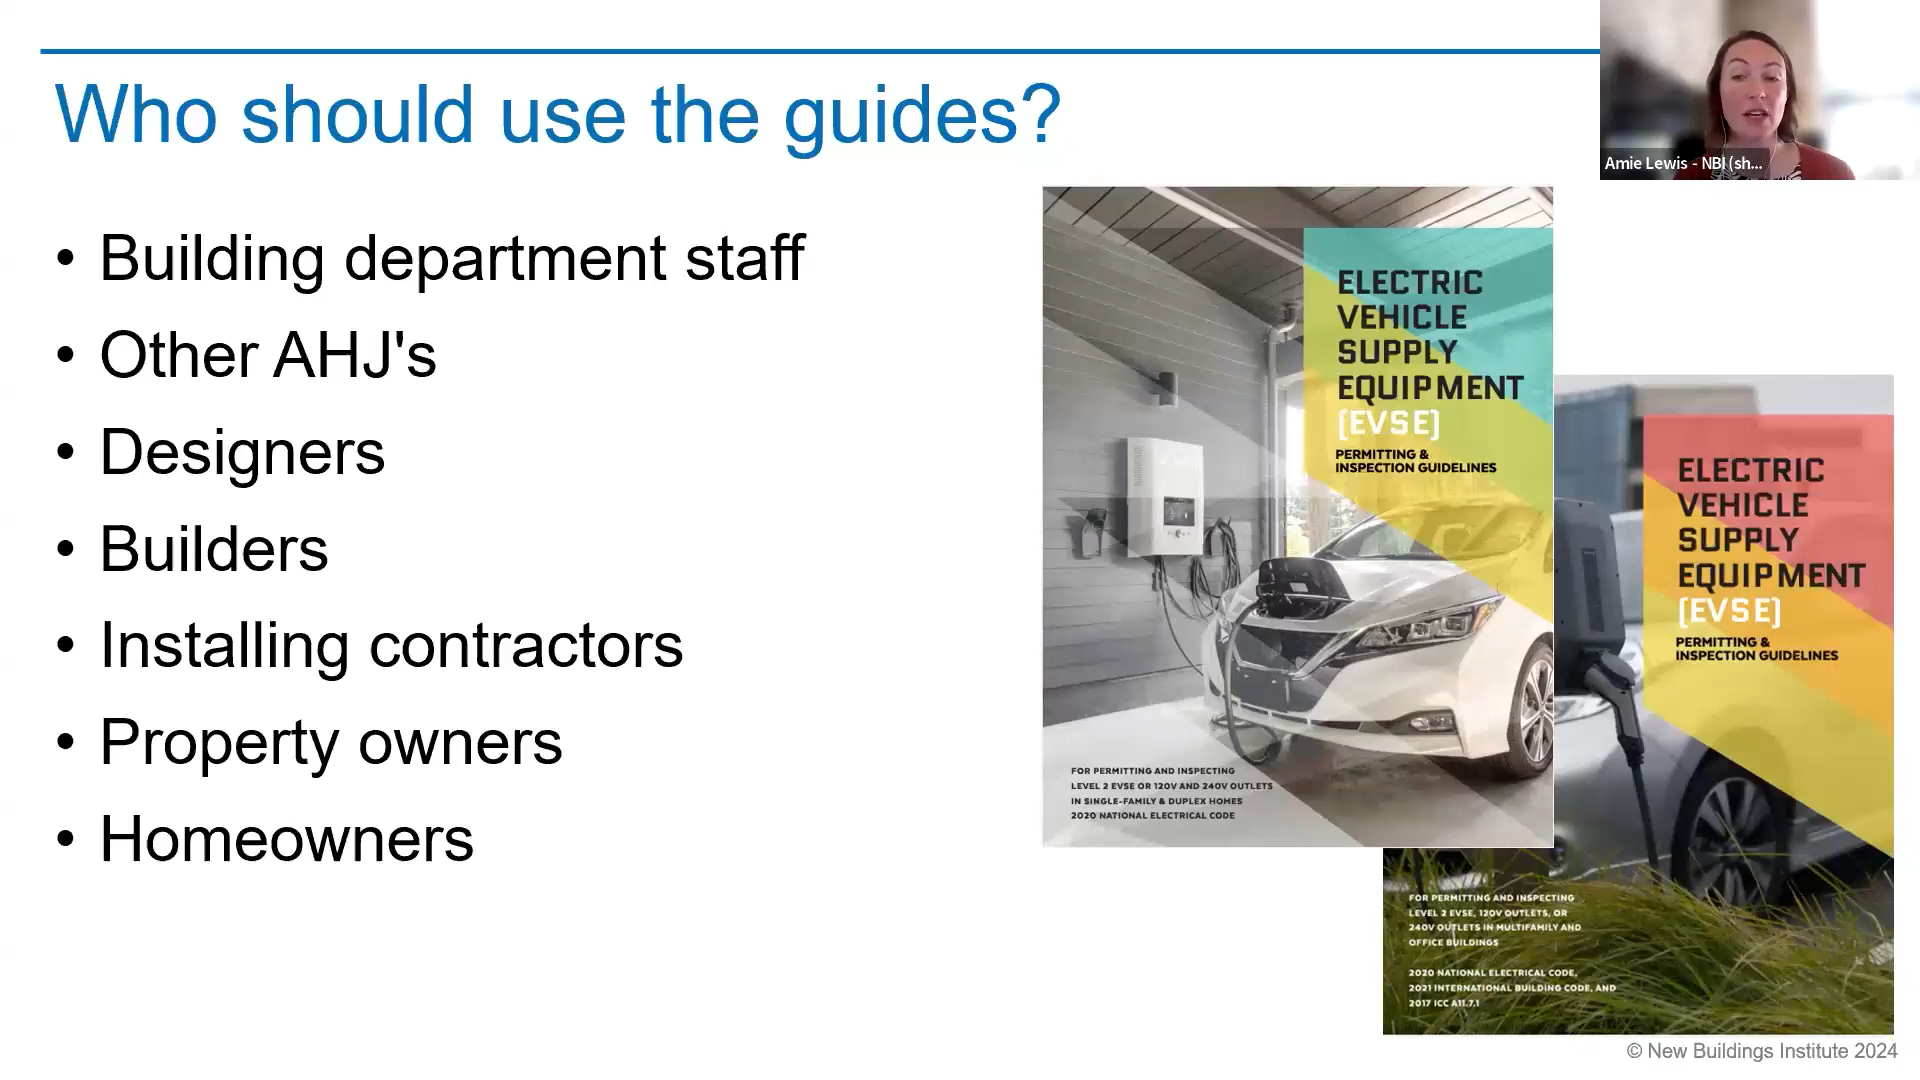 Who should use the guides?
Amie Lewis - NBI (sh...
• Building department staff
• Other AHJ's
• Designers
• Builders
• Installing contractors
• Property owners
• Homeowners
ELECTRIC
VEHICLE
SUPPLY
EQUIPMENT
[EVSE]
PERMITTING &
INSPECTION GUIDELINES
FOR PERMITTING AND INSPECTING
LEVEL 2 EVSE OR 120V AND 240V OUTLETS
IN SINGLE-FAMILY & DUPLEX HOMES
2020 NATIONAL ELECTRICAL CODE
ELECTRIC
VEHICLE
SUPPLY
EQUIPMENT
[EVSE]
PERMITTING &
INSPECTION GUIDELINES
FOR PERMITTING AND INSPECTING
LEVEL 2 EVSE, 120V OUTLETS, OR
240V OUTLETS IN MULTIFAMILY AND
OFFICE BUILDINGS
2020 NATIONAL ELECTRICAL CODE,
2021 INTERNATIONAL BUILDING CODE, AND
2017 ICC A11.7.1
© New Buildings Institute 2024